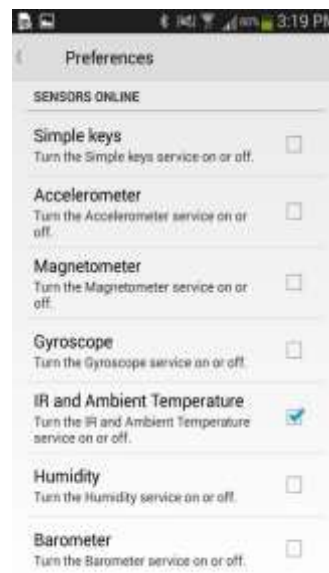 3:19 PM
Preferences
SENSORS ONLINE
Simple keys
Turn the Simple keys service on or off.
Accelerometer
Turn the Accelerometer service on or
off.
Magnetometer
Turn the Magnetometer service on or
off.
Gyroscope
Turn the Gyroscope service on or off.
IR and Ambient Temperature
Turn the IR and Ambient Temperature
service on or off.
Humidity
Turn the Humidity service on or off.
Barometer
Turn the Barometer service on or off.